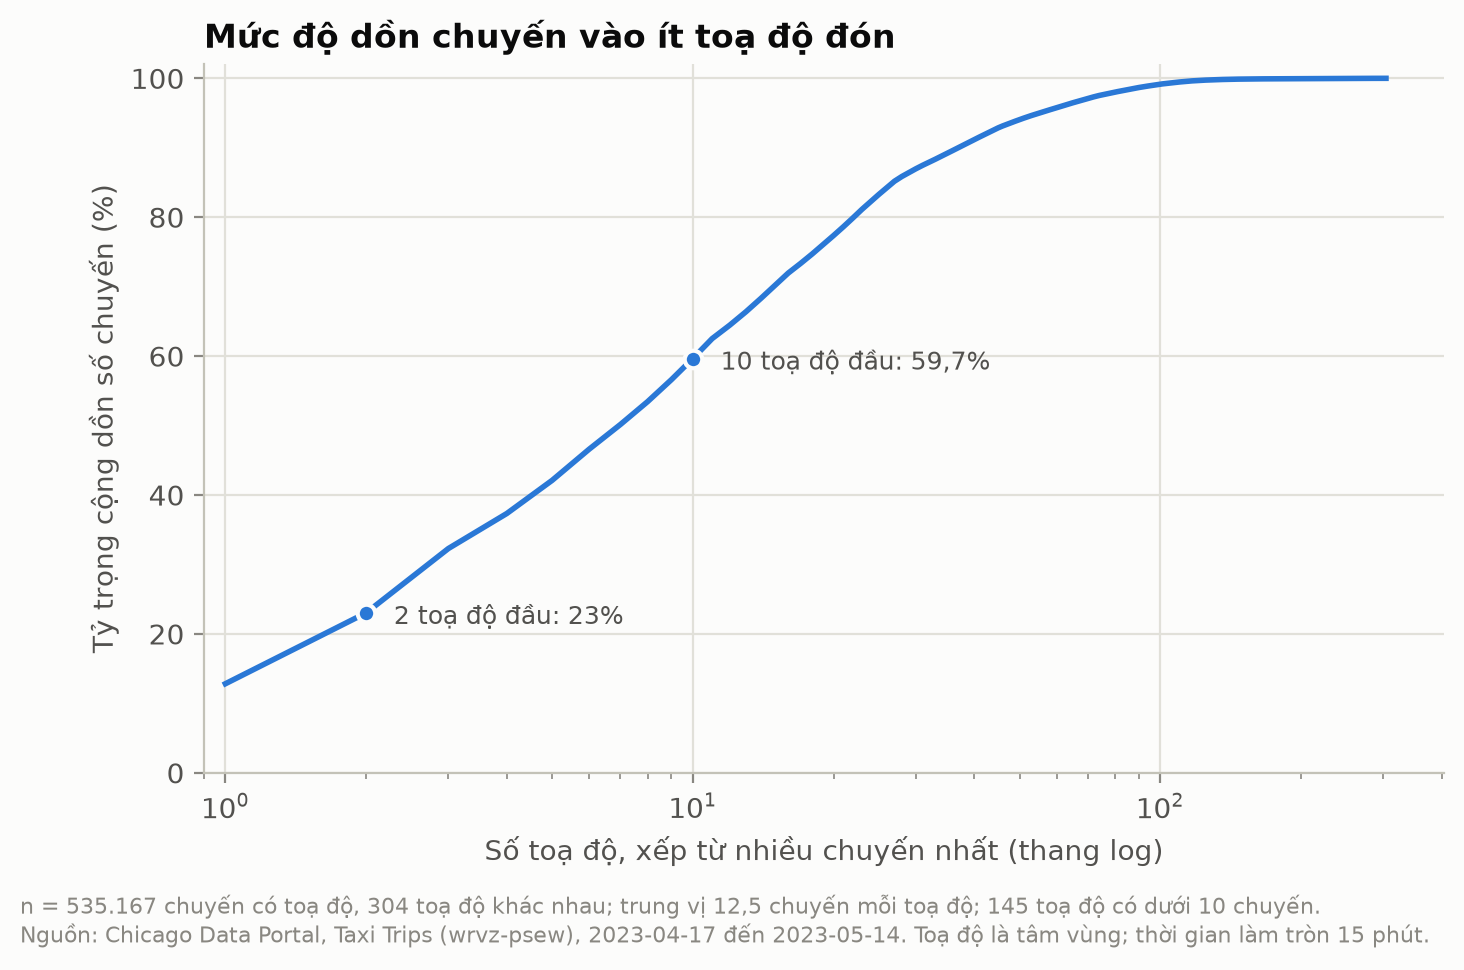 Mức độ dồn chuyến vào ít toạ độ đón
Tỷ trọng cộng dồn số chuyến (%)
100
80
60
40
20
0
10 toạ độ đầu: 59,7%
2 toạ độ đầu: 23%
10⁰
10¹
10²
Số toạ độ, xếp từ nhiều chuyến nhất (thang log)
n = 535.167 chuyến có toạ độ, 304 toạ độ khác nhau; trung vị 12,5 chuyến mỗi toạ độ; 145 toạ độ có dưới 10 chuyến.
Nguồn: Chicago Data Portal, Taxi Trips (wrvz-psew), 2023-04-17 đến 2023-05-14. Toạ độ là tâm vùng; thời gian làm tròn 15 phút.